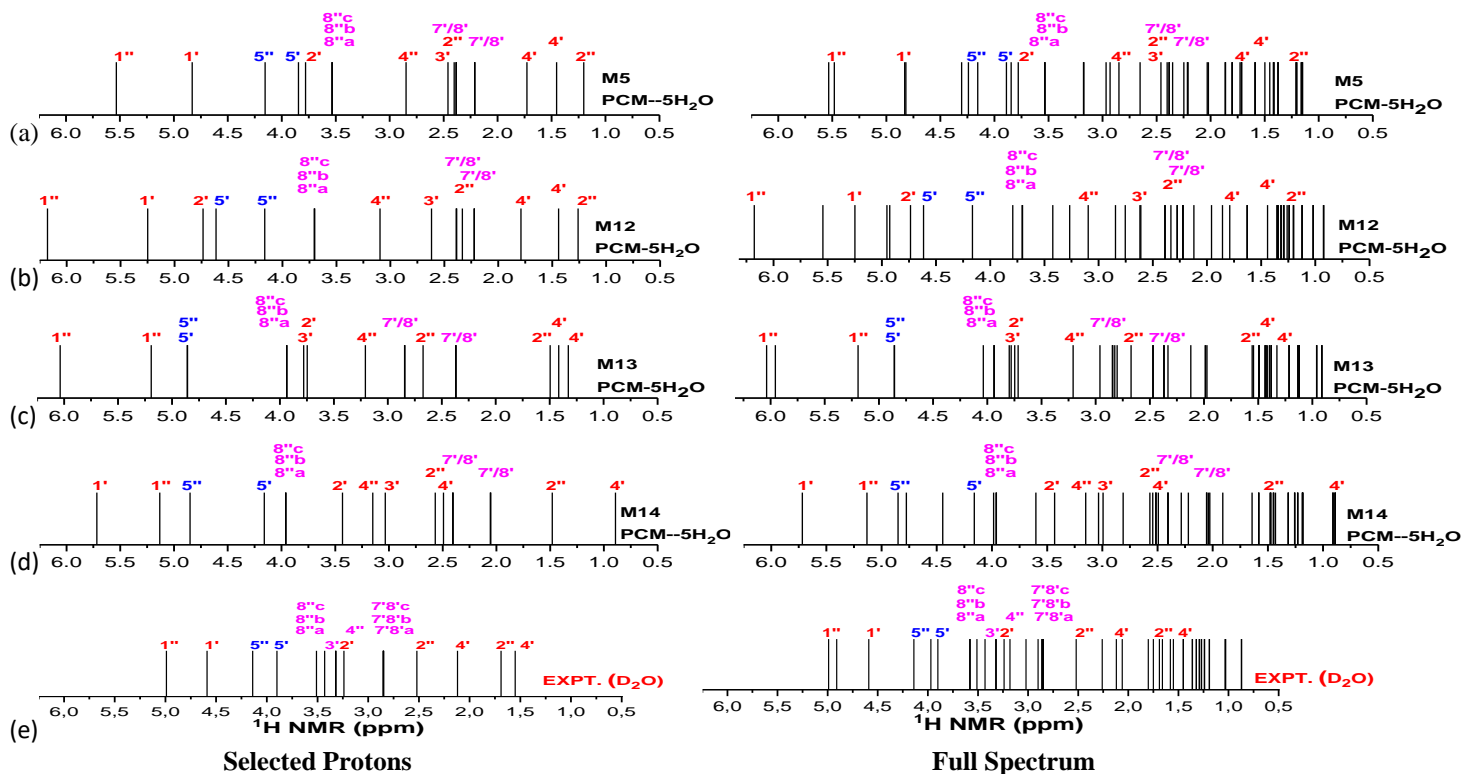 8"c 8"c
8"b 7'/8' 8"b 7'/8'
8"a 2" 7'/8' 4' 8"a 2" 7'/8' 4'
1" 1' 5" 5' 2' 4" 3' 4' 2" 1" 1' 5" 5' 2' 4" 3' 4' 2"
M5 M5
PCM--5H₂O PCM-5H₂O
(a) 6.0 5.5 5.0 4.5 4.0 3.5 3.0 2.5 2.0 1.5 1.0 0.5 6.0 5.5 5.0 4.5 4.0 3.5 3.0 2.5 2.0 1.5 1.0 0.5
8"c 7'/8' 8"c 7'/8'
8"b 7'/8' 8"b 7'/8'
8"a 2" 4' 8"a 2" 4'
1" 1' 2' 5' 5" 4" 3' 4' 2" 1" 1' 2' 5' 5" 4" 3' 4' 2"
M12 M12
PCM-5H₂O PCM-5H₂O
(b) 6.0 5.5 5.0 4.5 4.0 3.5 3.0 2.5 2.0 1.5 1.0 0.5 6.0 5.5 5.0 4.5 4.0 3.5 3.0 2.5 2.0 1.5 1.0 0.5
8"c 8"c
8"b 8"b
5" 8"a 2' 7'/8' 4' 5" 8"a 2' 7'/8' 4'
1" 1' 5' 3' 4" 2" 7'/8' 2" 4' 1" 1' 5' 3' 4" 2" 7'/8' 2" 4'
M13 M13
PCM-5H₂O PCM-5H₂O
(c) 6.0 5.5 5.0 4.5 4.0 3.5 3.0 2.5 2.0 1.5 1.0 0.5 6.0 5.5 5.0 4.5 4.0 3.5 3.0 2.5 2.0 1.5 1.0 0.5
8"c 8"c
8"b 7'/8' 8"b 7'/8'
8"a 2" 7'/8' 8"a 2" 7'/8'
1' 1" 5" 5' 2' 4" 3' 4' 2" 4' 1' 1" 5" 5' 2' 4" 3' 4' 2" 4'
M14 M14
PCM--5H₂O PCM--5H₂O
(d) 6.0 5.5 5.0 4.5 4.0 3.5 3.0 2.5 2.0 1.5 1.0 0.5 6.0 5.5 5.0 4.5 4.0 3.5 3.0 2.5 2.0 1.5 1.0 0.5
8"c 7'8'c 8"c 7'8'c
8"b 7'8'b 8"b 7'8'b
8"a 4" 7'8'a 8"a 4" 7'8'a
1" 1' 5" 5' 3' 2' 2" 4' 2" 4' 1" 1' 5" 5' 3' 2' 2" 4' 2" 4'
EXPT. (D₂O) EXPT. (D₂O)
6,0 5,5 5,0 4,5 4,0 3,5 3,0 2,5 2,0 1,5 1,0 0,5 6,0 5,5 5,0 4,5 4,0 3,5 3,0 2,5 2,0 1,5 1,0 0,5
(e) ¹H NMR (ppm) ¹H NMR (ppm)
Selected Protons Full Spectrum